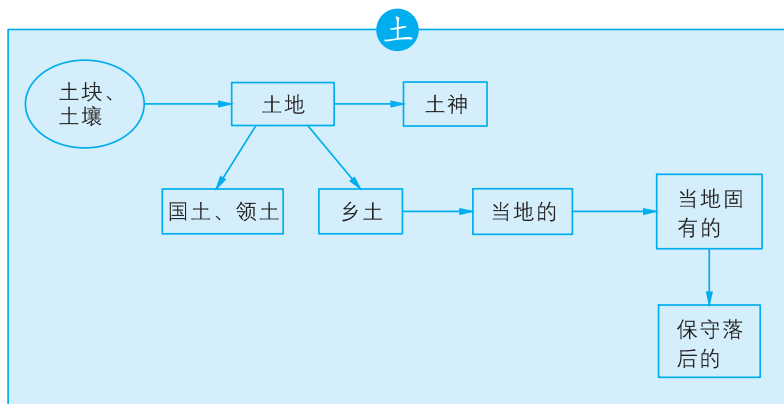 土
土块、
土壤
土地
土神
国土、领土
乡土
当地的
当地固
有的
保守落
后的